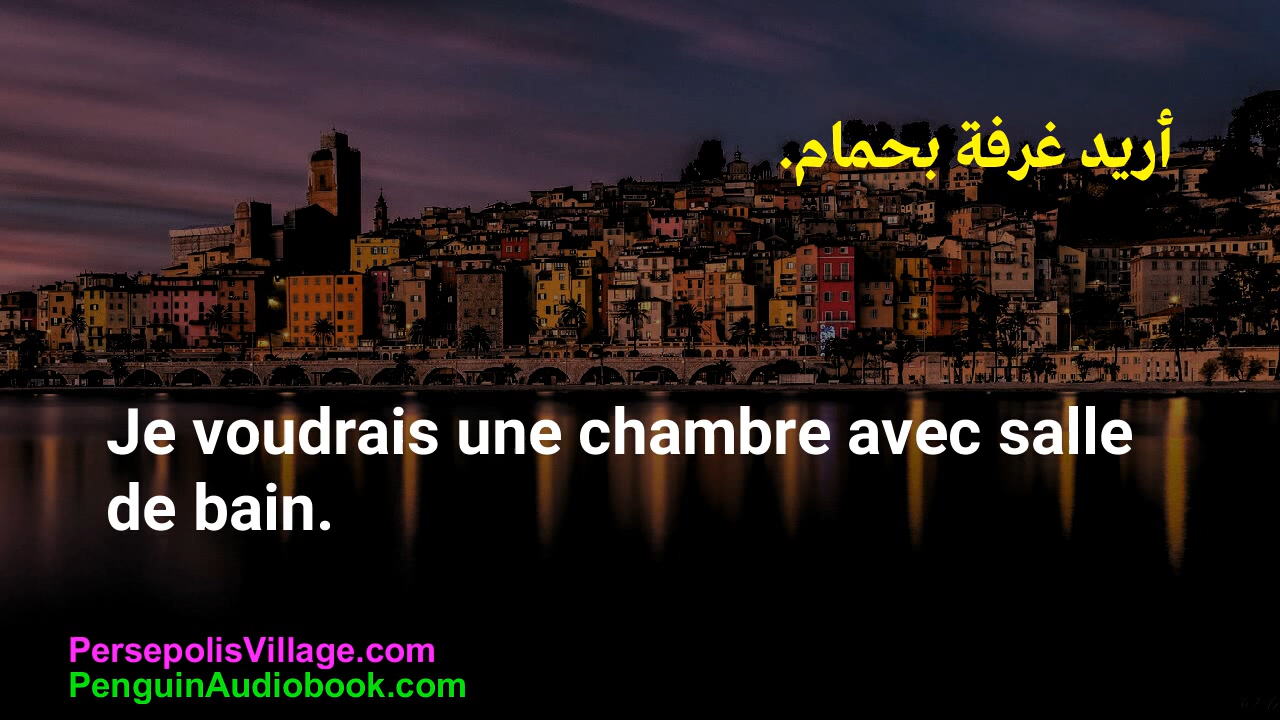 أريد غرفة بحمام.
Je voudrais une chambre avec salle
de bain.
PersepolisVillage.com
PenguinAudiobook.com